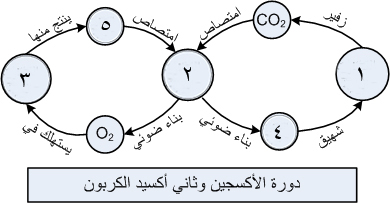 زفير
CO₂
امتصاص
امتصاص
٥
ينتج منها
١
٢
٣
شهيق
٤
بناء ضوئي
بناء ضوئي
O₂
يستهلك في
دورة الأكسجين وثاني أكسيد الكربون